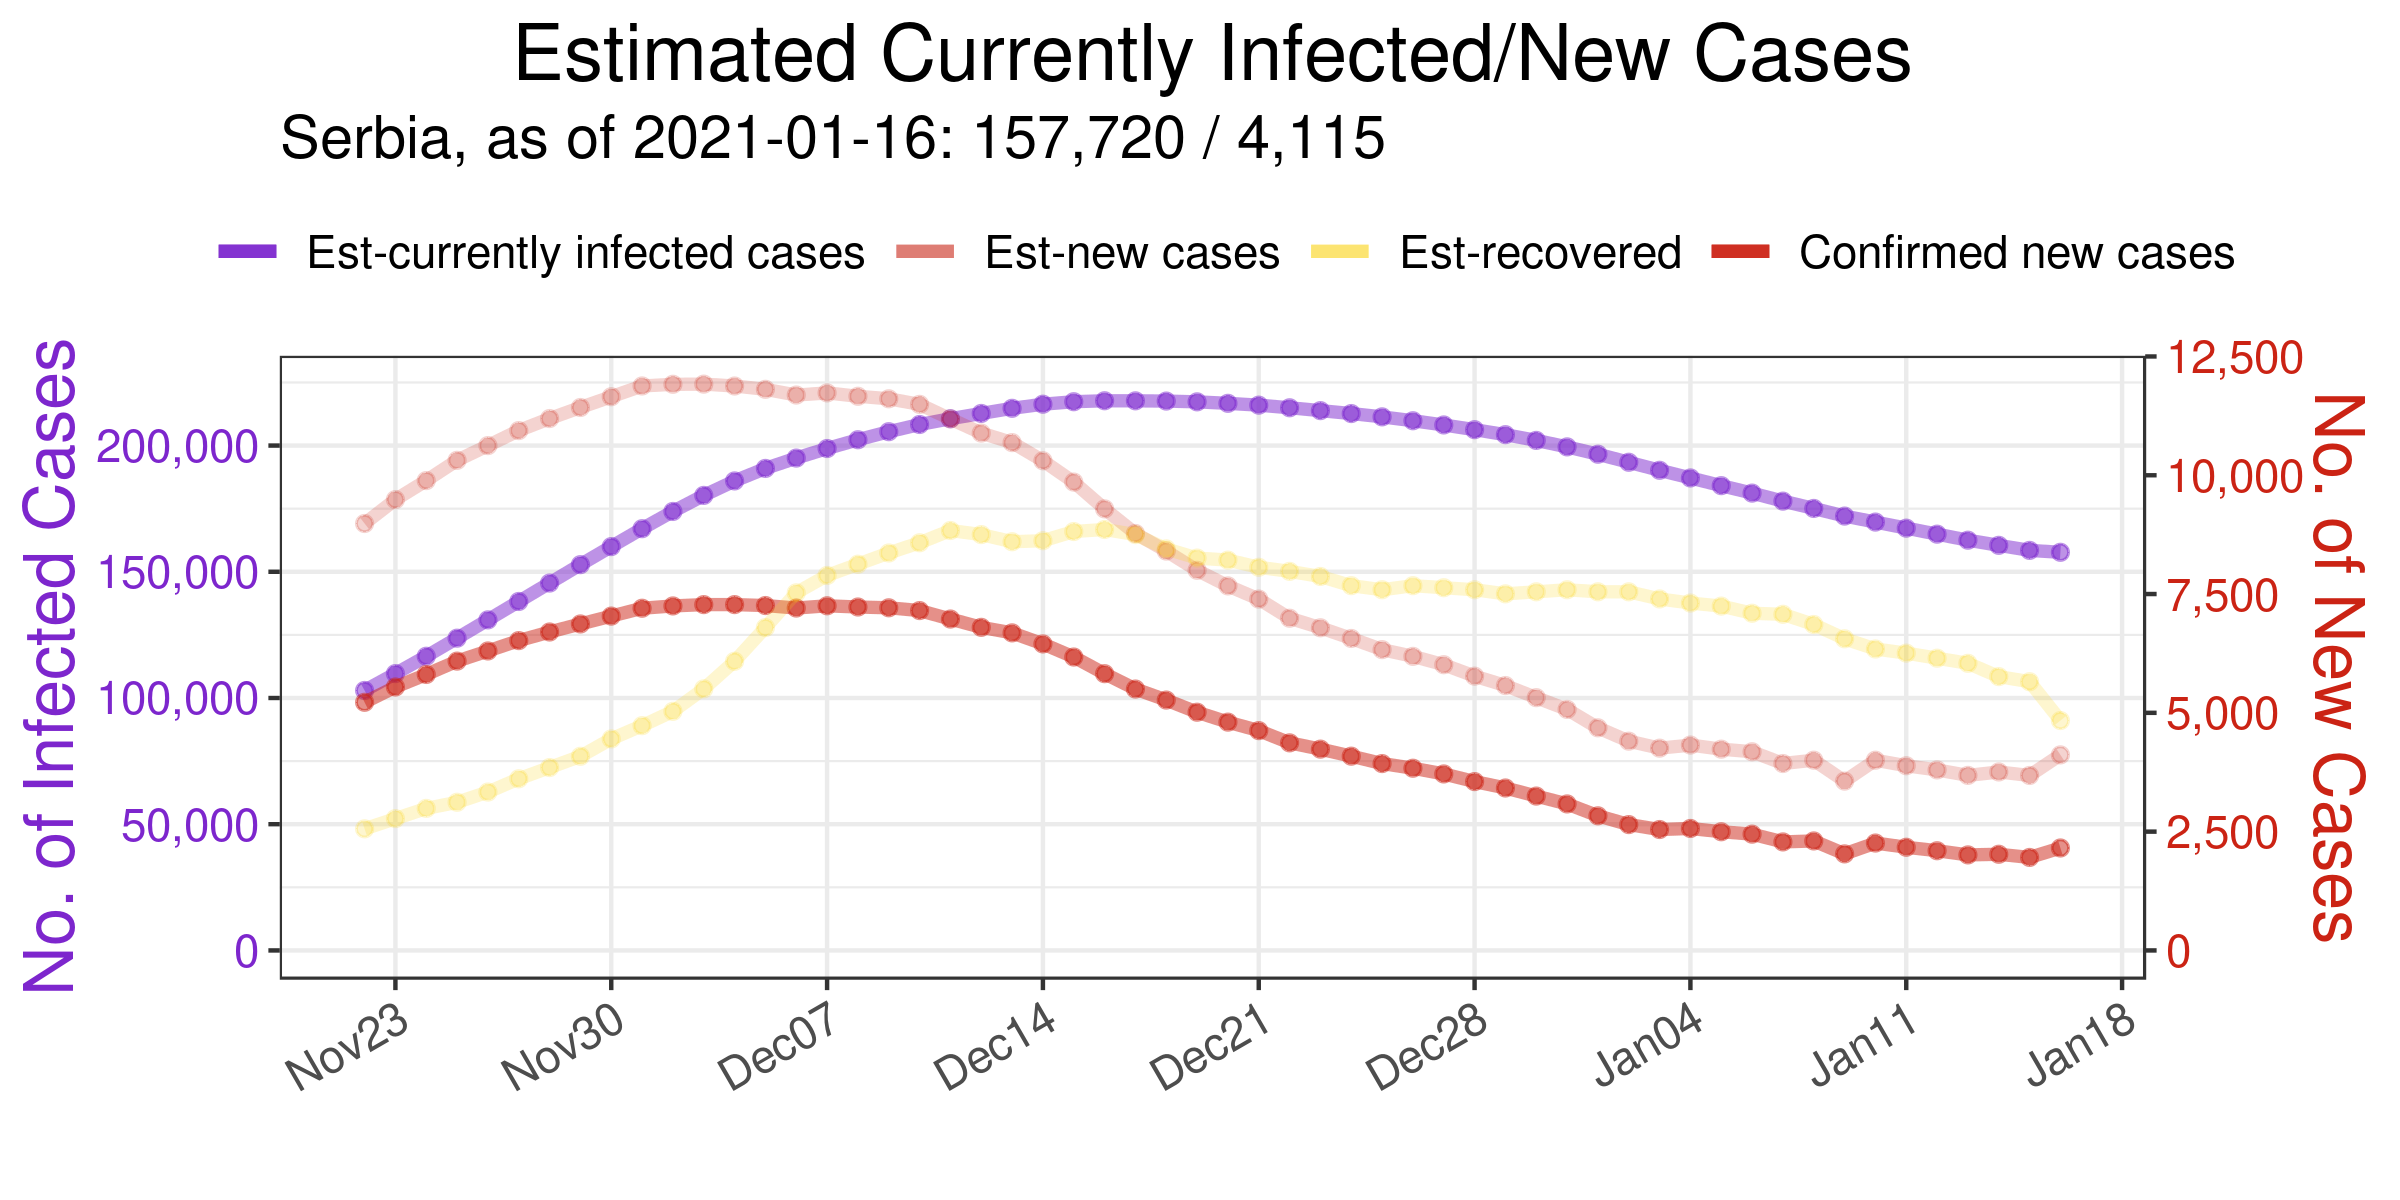 Estimated Currently Infected/New Cases
Serbia, as of 2021-01-16: 157,720 / 4,115
Est-currently infected cases Est-new cases Est-recovered Confirmed new cases
No. of Infected Cases
200,000
150,000
100,000
50,000
0
12,500
10,000
7,500
5,000
2,500
0
No. of New Cases
Nov23 Nov30 Dec07 Dec14 Dec21 Dec28 Jan04 Jan11 Jan18